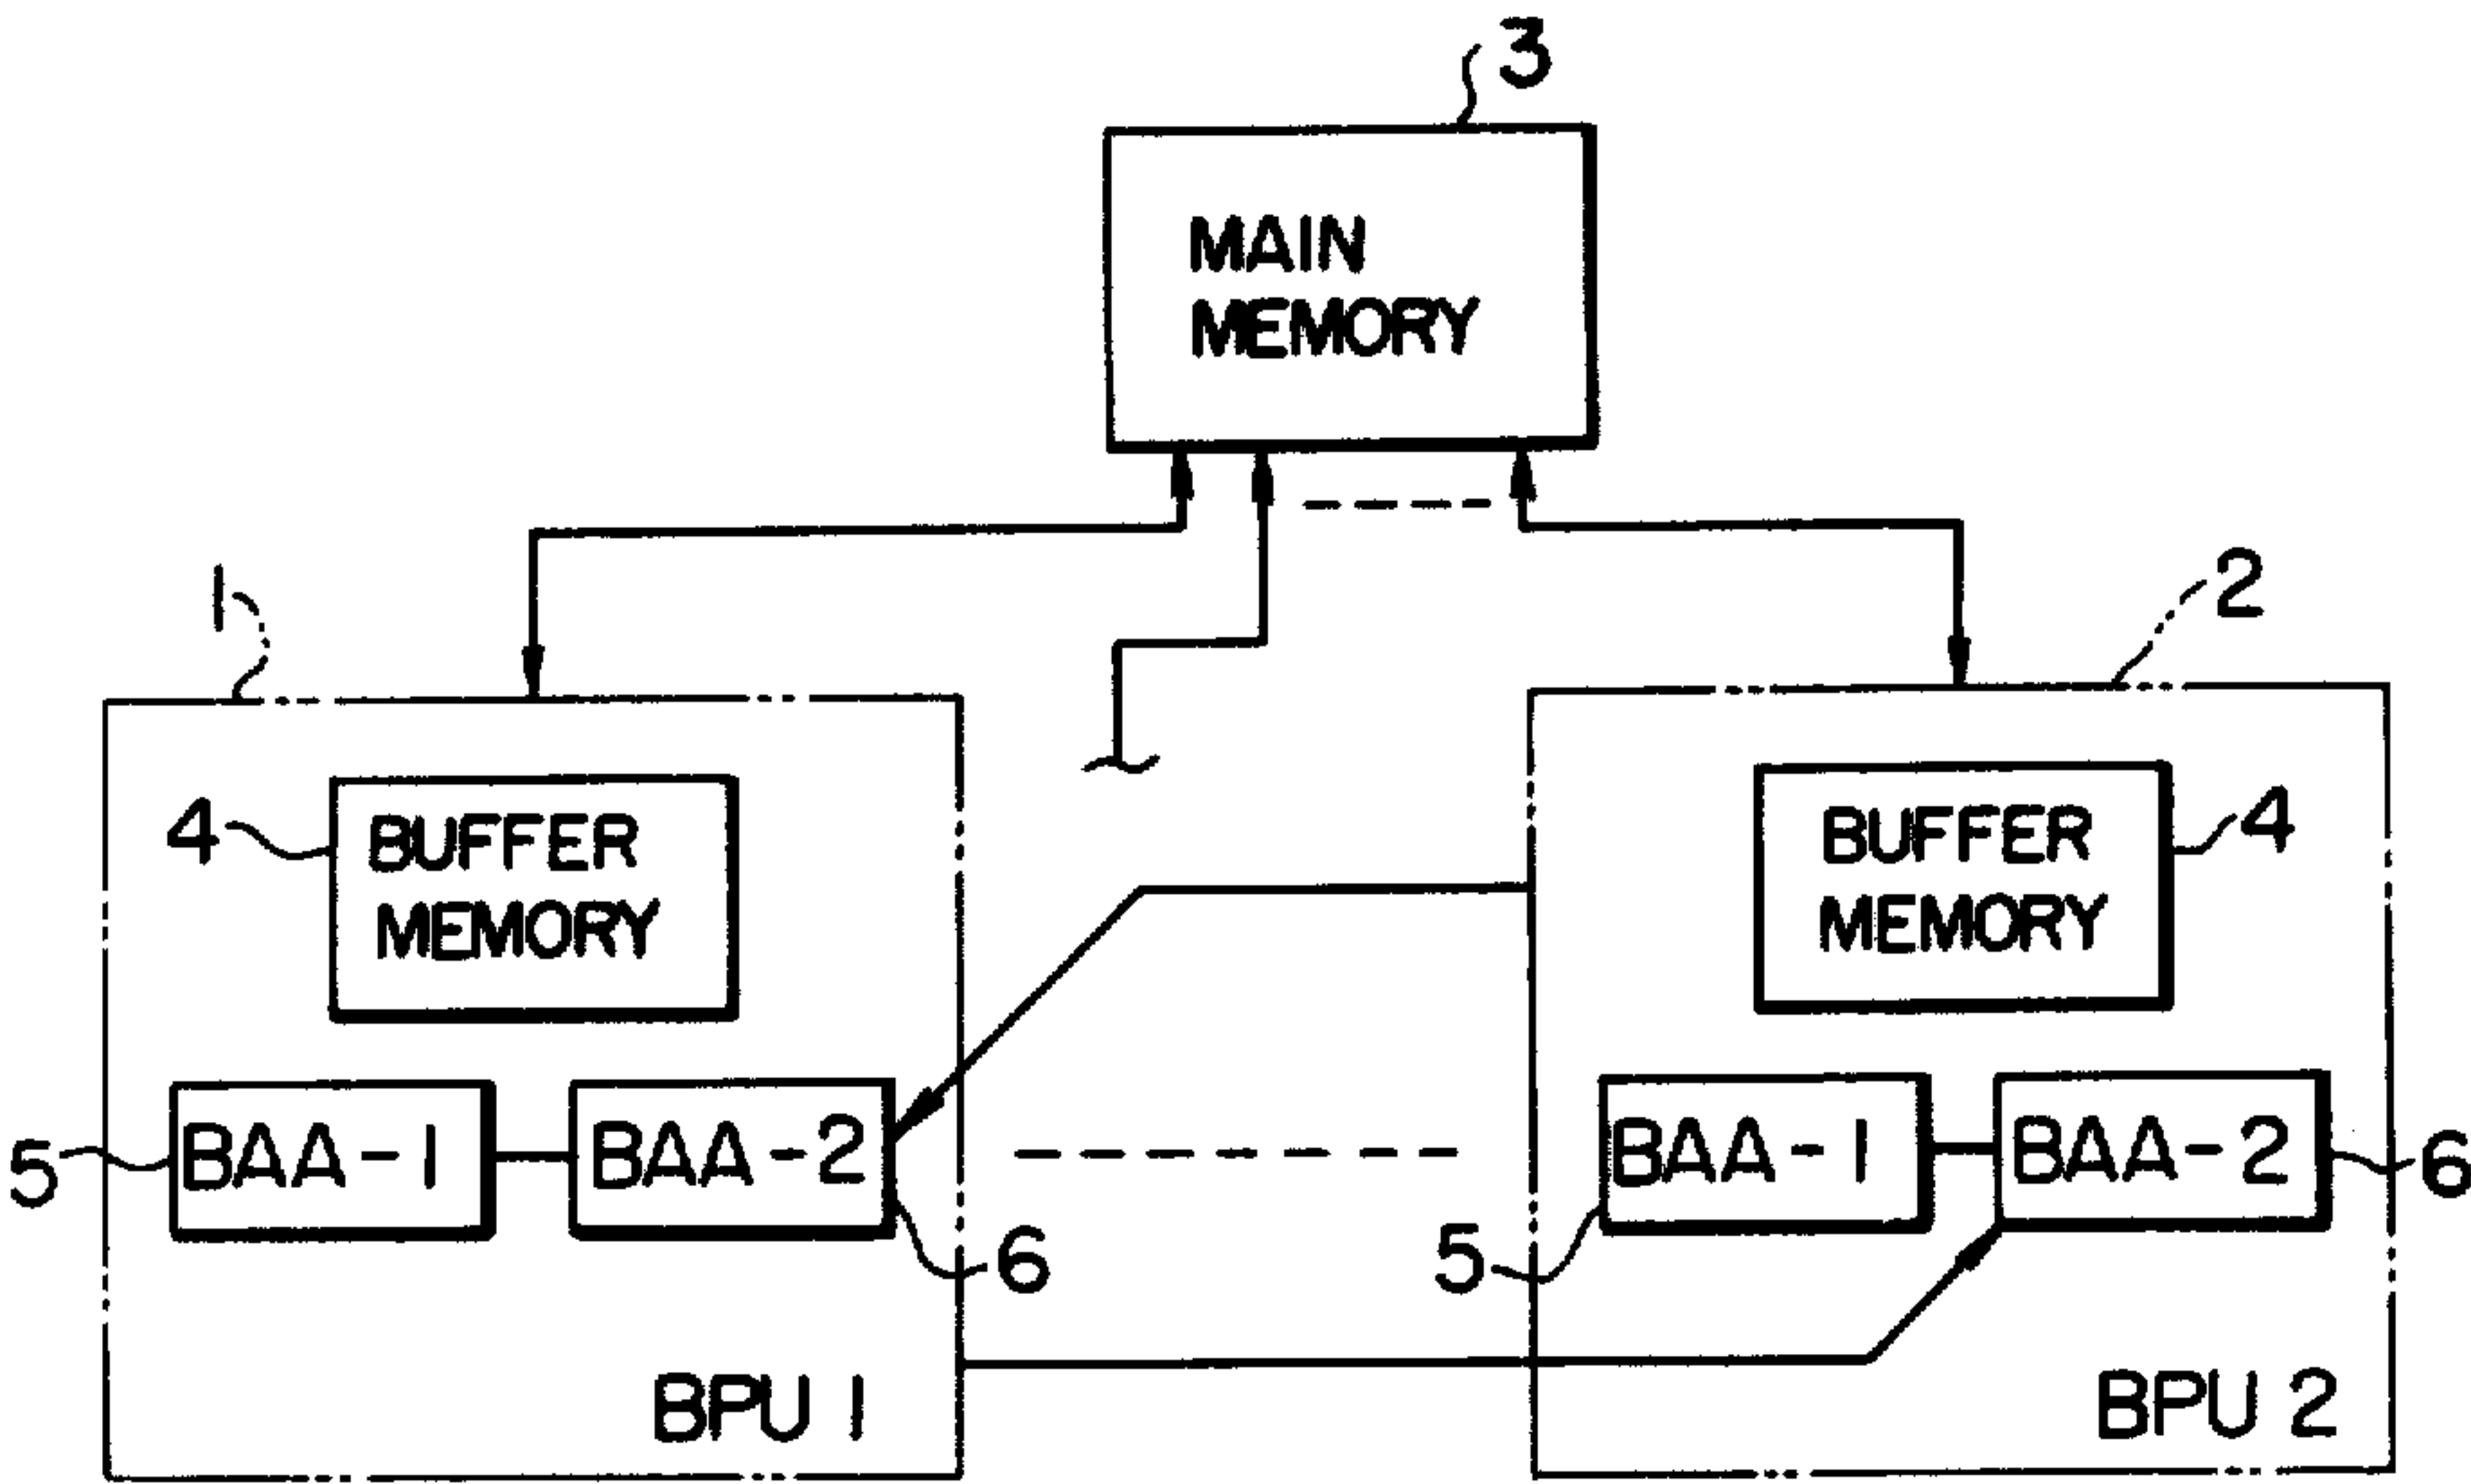 3
MAIN
MEMORY
1
2
4
BUFFER
MEMORY
BUFFER
MEMORY
4
5
BAA-1
BAA-2
6
5
BAA-1
BAA-2
6
BPU 1
BPU 2